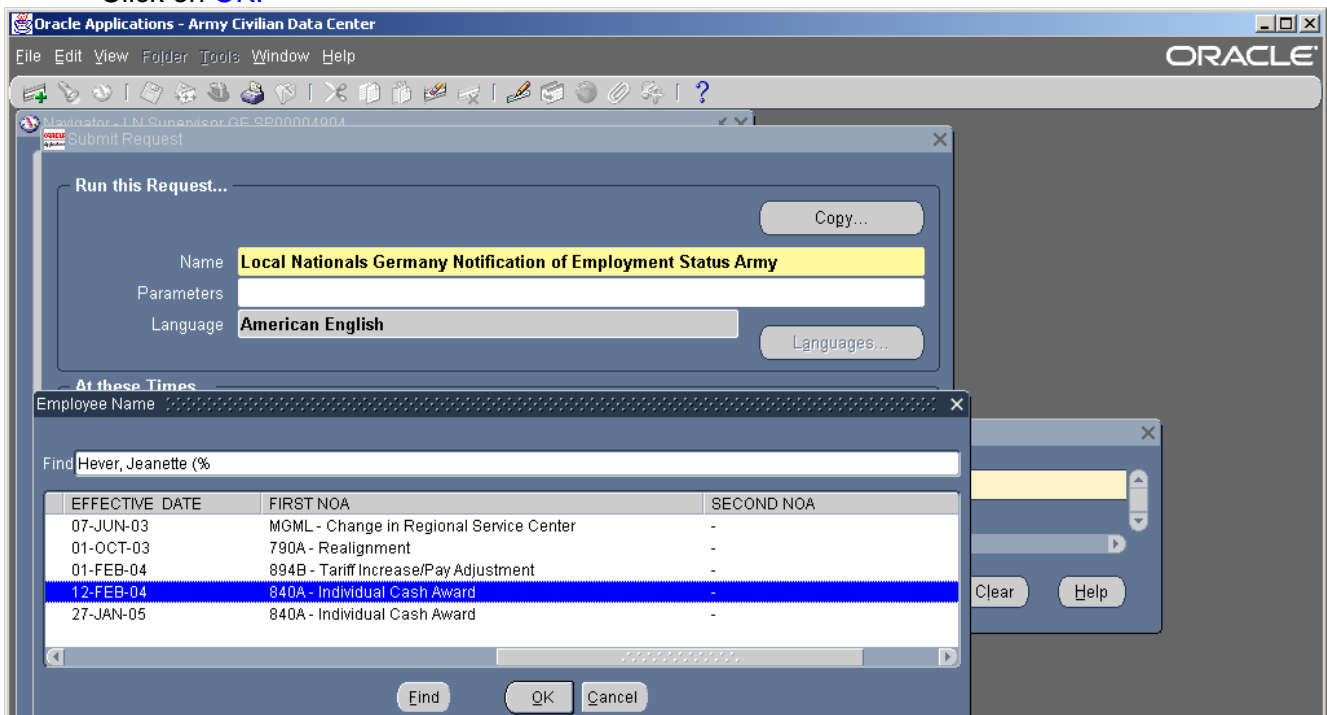 Click on OK.
Oracle Applications - Army Civilian Data Center
File Edit View Folder Tools Window Help
ORACLE
Navigator - LN Supervisor GE SP00004904
Submit Request
Run this Request...
Copy...
Name Local Nationals Germany Notification of Employment Status Army
Parameters
Language American English
Languages...
At these Times
Employee Name
Find Hever, Jeanette (%
EFFECTIVE DATE FIRST NOA SECOND NOA
07-JUN-03 MGML - Change in Regional Service Center -
01-OCT-03 790A - Realignment -
01-FEB-04 894B - Tariff Increase/Pay Adjustment -
12-FEB-04 840A - Individual Cash Award -
27-JAN-05 840A - Individual Cash Award -
Clear Help
Find OK Cancel